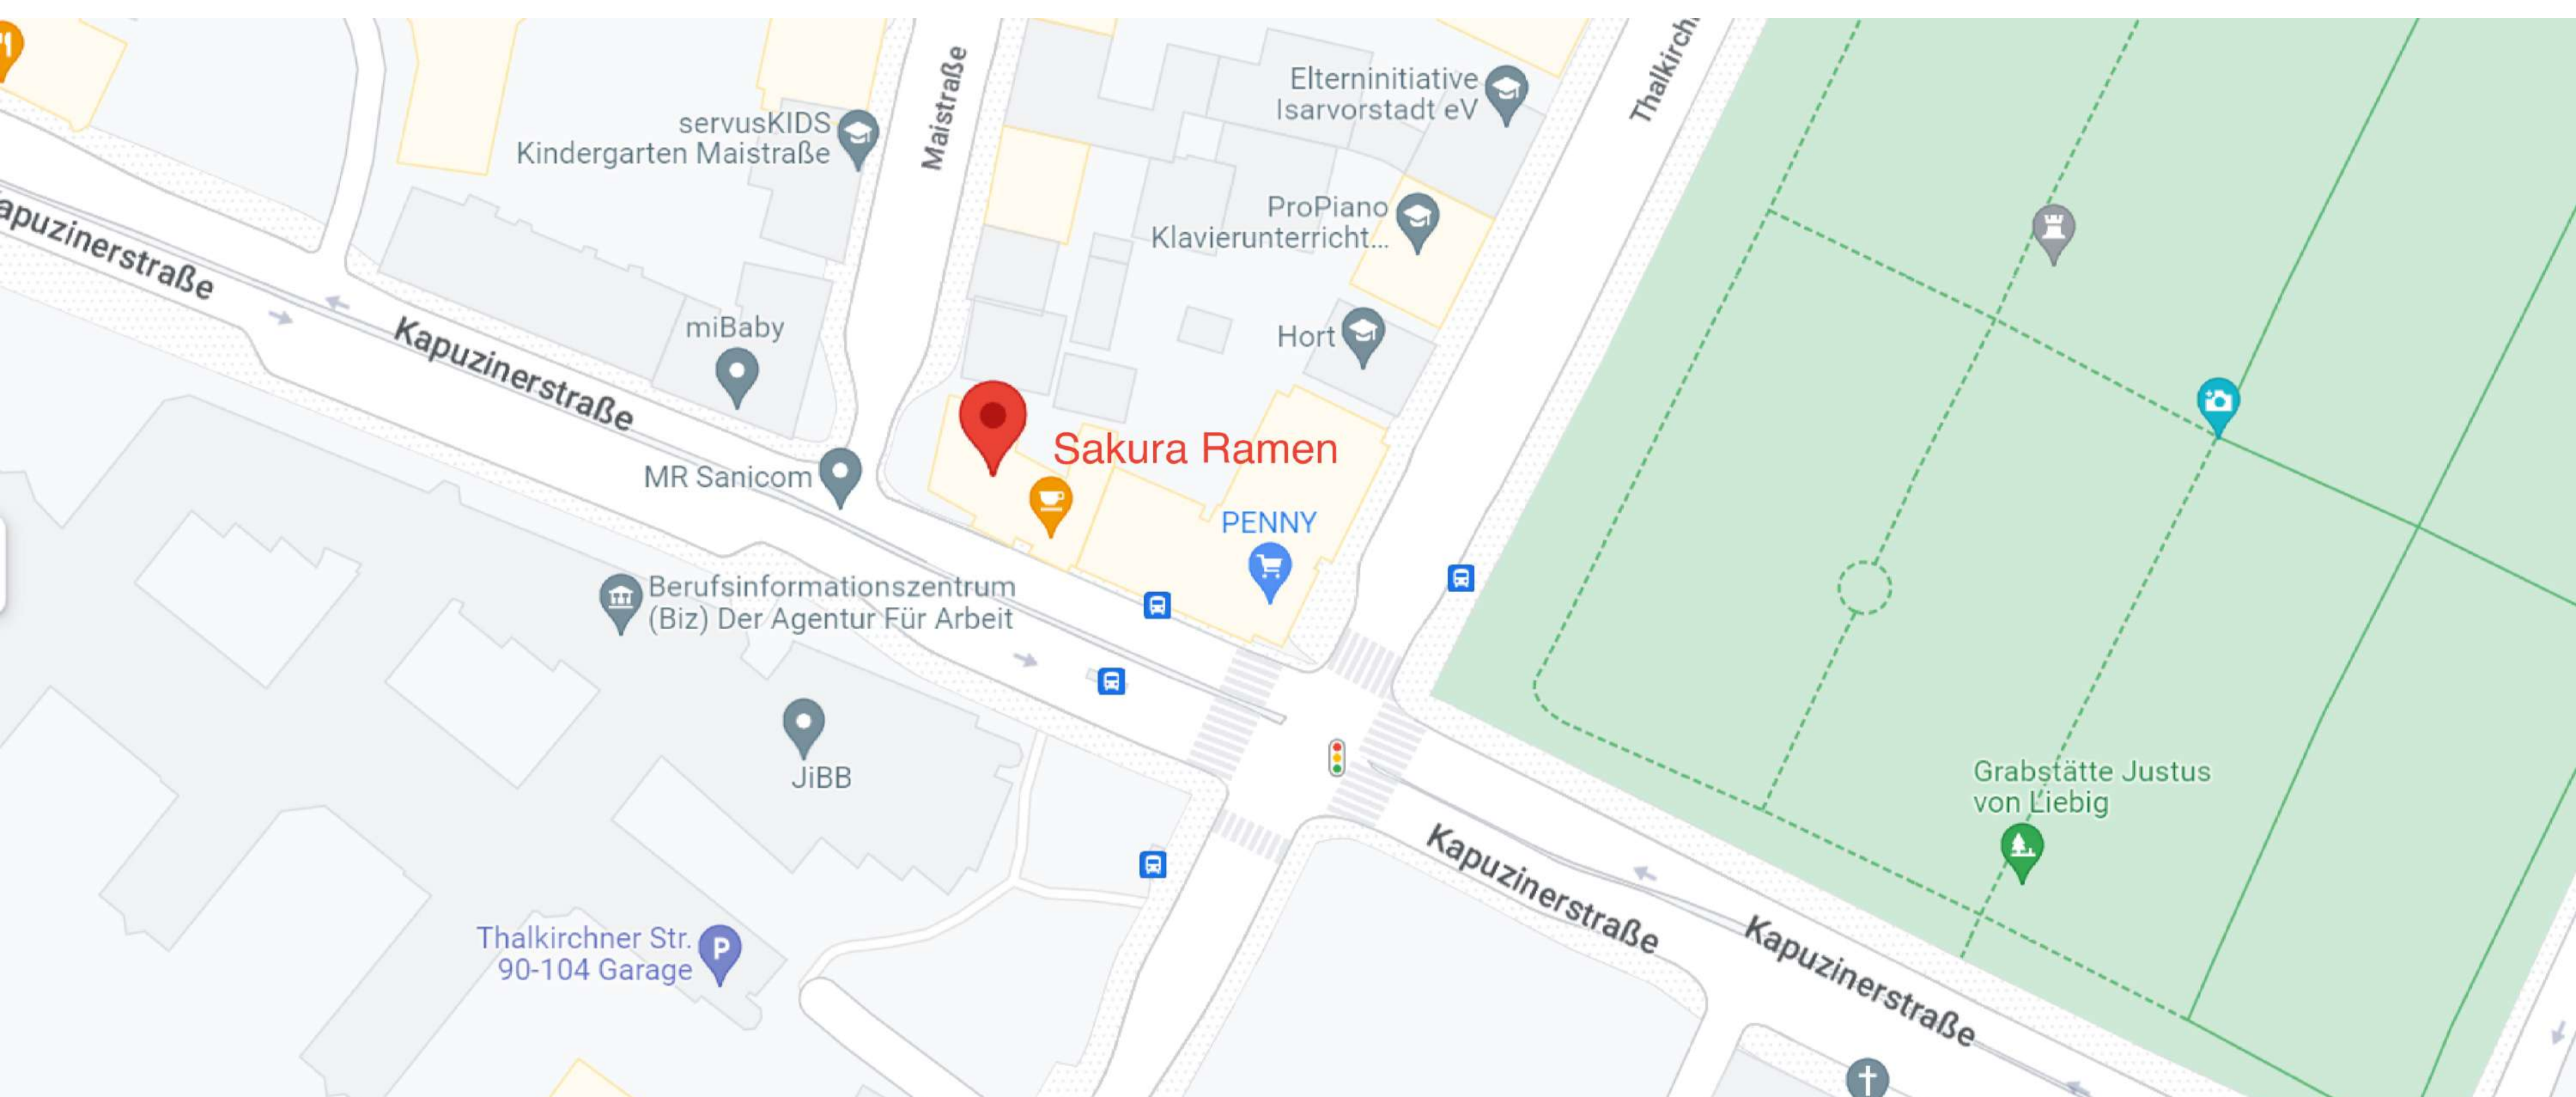 Maistraße
Thalkirch
Elterninitiative
Isarvorstadt eV
servusKIDS
Kindergarten Maistraße
ProPiano
Klavierunterricht...
apuzinerstraße
Kapuzinerstraße
miBaby
Hort
Sakura Ramen
MR Sanicom
PENNY
Berufsinformationszentrum
(Biz) Der Agentur Für Arbeit
JiBB
Grabstätte Justus
von Liebig
Kapuzinerstraße
Kapuzinerstraße
Thalkirchner Str.
90-104 Garage
P